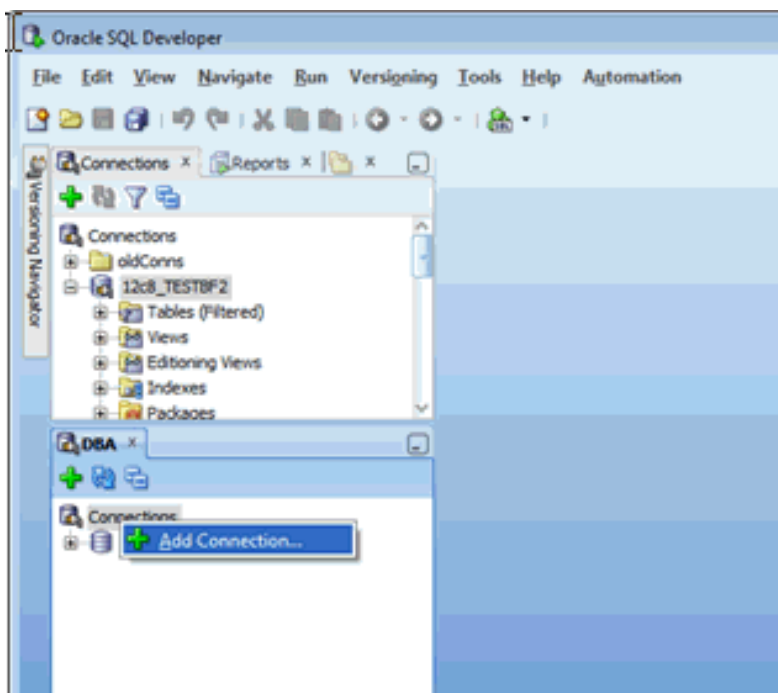 Oracle SQL Developer
File Edit View Navigate Run Versioning Tools Help Automation
Connections Reports
Versioning Navigator
Connections
oldConns
12c8_TESTBF2
Tables (Filtered)
Views
Editioning Views
Indexes
Packages
DBA
Connections
Add Connection...